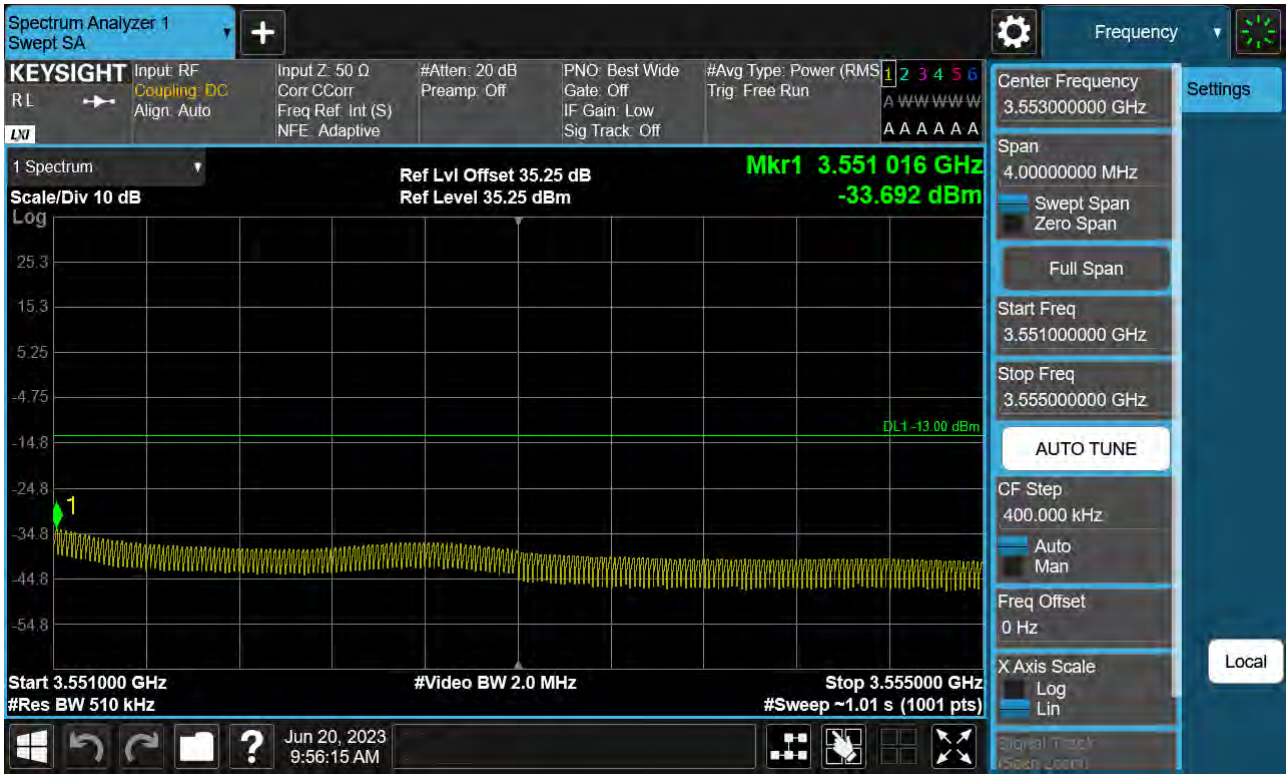 Spectrum Analyzer 1
Swept SA
+
Frequency
KEYSIGHT
RL
LXI
Input: RF
Coupling: DC
Align: Auto
Input Z: 50 Ω
Corr CCorr
Freq Ref: Int (S)
NFE: Adaptive
#Atten: 20 dB
Preamp: Off
PNO: Best Wide
Gate: Off
IF Gain: Low
Sig Track: Off
#Avg Type: Power (RMS
Trig: Free Run
1 2 3 4 5 6
A W W W W W
A A A A A A
1 Spectrum
Scale/Div 10 dB
Log
Ref Lvl Offset 35.25 dB
Ref Level 35.25 dBm
Mkr1 3.551 016 GHz
-33.692 dBm
25.3
15.3
5.25
-4.75
DL1 -13.00 dBm
-14.8
-24.8
1
-34.8
-44.8
-54.8
Start 3.551000 GHz
#Res BW 510 kHz
#Video BW 2.0 MHz
Stop 3.555000 GHz
#Sweep ~1.01 s (1001 pts)
Center Frequency
3.553000000 GHz
Span
4.00000000 MHz
Swept Span
Zero Span
Full Span
Start Freq
3.551000000 GHz
Stop Freq
3.555000000 GHz
AUTO TUNE
CF Step
400.000 kHz
Auto
Man
Freq Offset
0 Hz
X Axis Scale
Log
Lin
Signal Track
(Span Zoom)
Settings
Local
?
Jun 20, 2023
9:56:15 AM